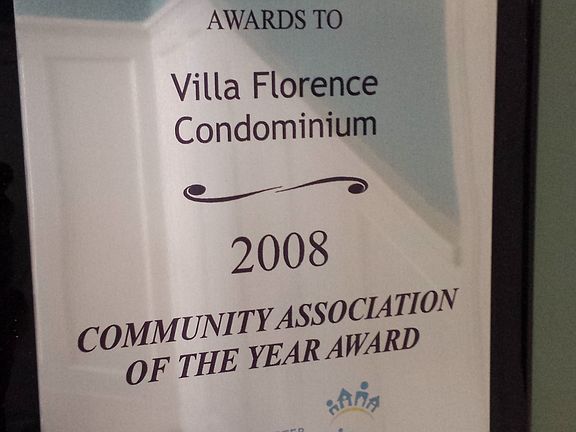 AWARDS TO
Villa Florence
Condominium
2008
COMMUNITY ASSOCIATION
OF THE YEAR AWARD